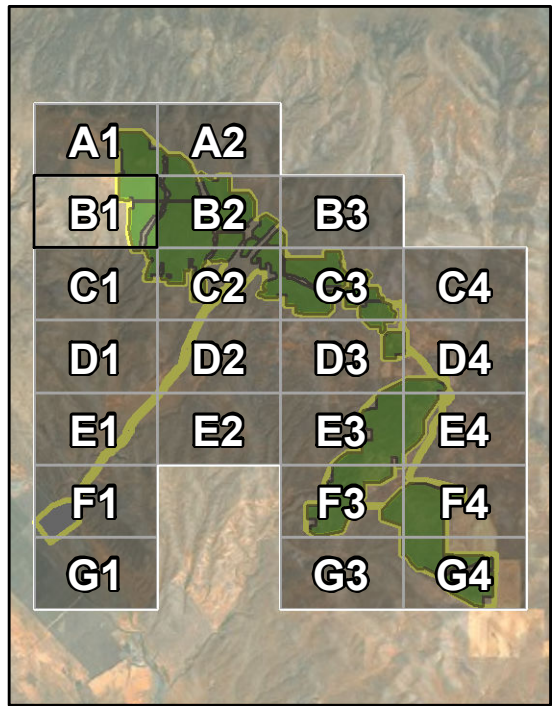 A1 A2
B1 B2 B3
C1 C2 C3 C4
D1 D2 D3 D4
E1 E2 E3 E4
F1 F3 F4
G1 G3 G4